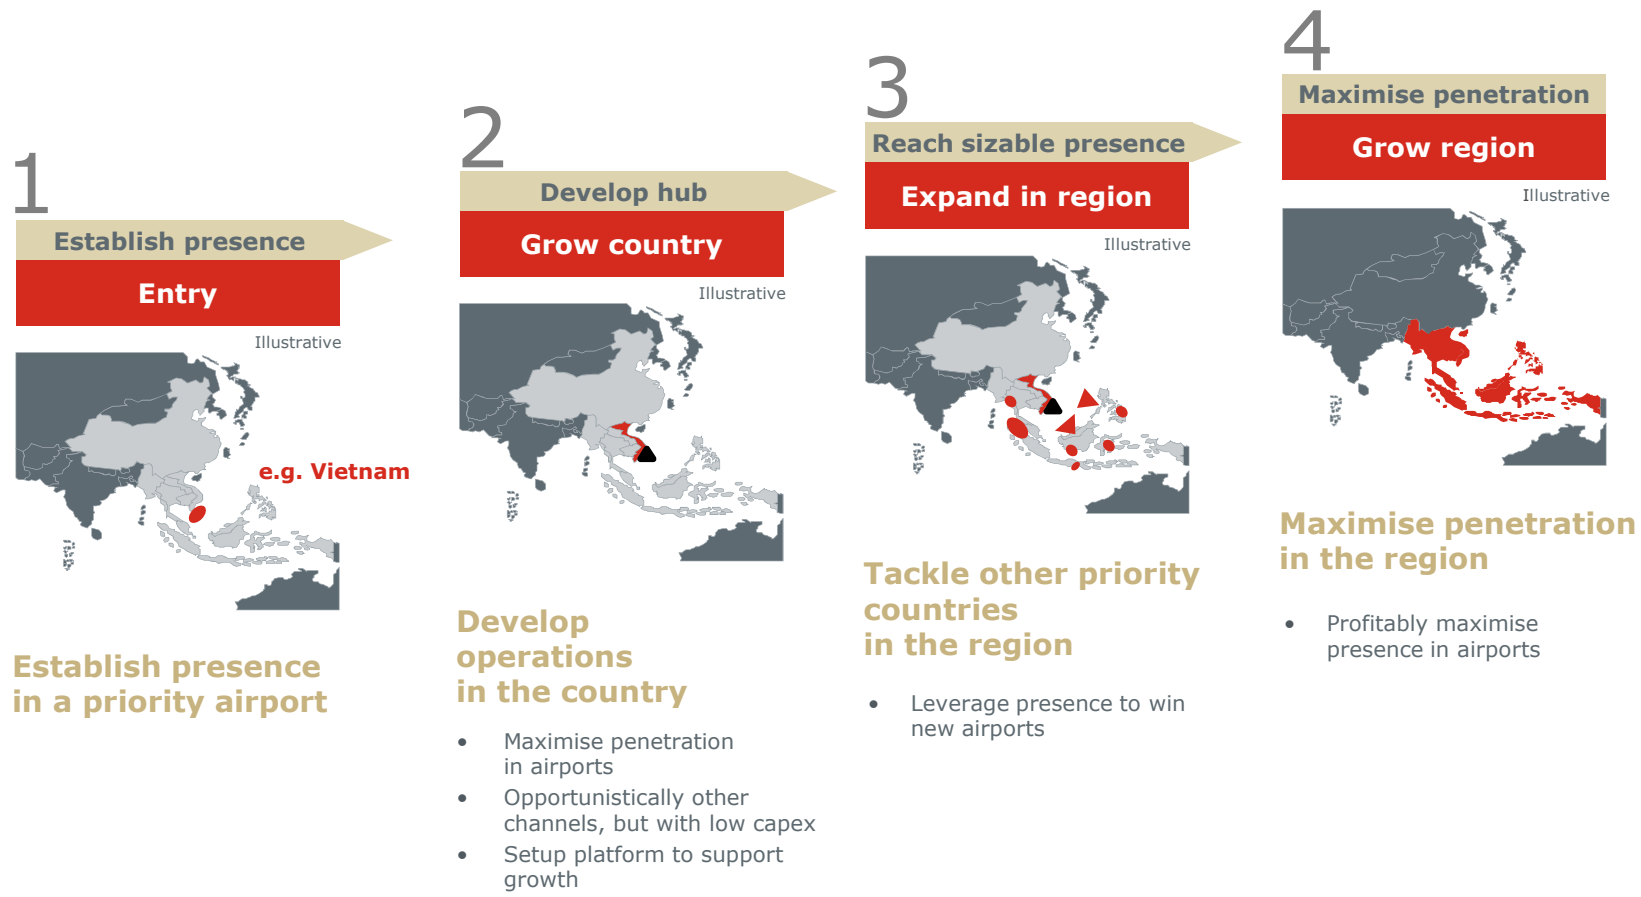 1
Establish presence
Entry
Illustrative
e.g. Vietnam
Establish presence
in a priority airport
2
Develop hub
Grow country
Illustrative
Develop
operations
in the country
• Maximise penetration
in airports
• Opportunistically other
channels, but with low capex
• Setup platform to support
growth
3
Reach sizable presence
Expand in region
Illustrative
Tackle other priority
countries
in the region
• Leverage presence to win
new airports
4
Maximise penetration
Grow region
Illustrative
Maximise penetration
in the region
• Profitably maximise
presence in airports